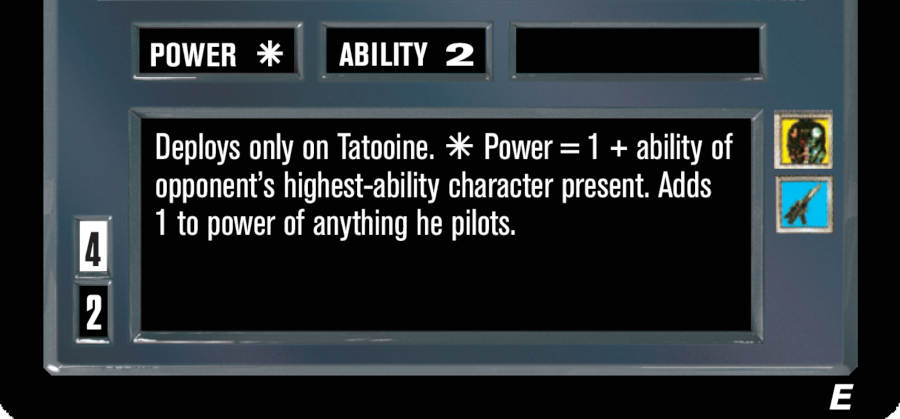 POWER ✳ ABILITY 2
Deploys only on Tatooine. ✳ Power = 1 + ability of
opponent's highest-ability character present. Adds
1 to power of anything he pilots.
4
2
E